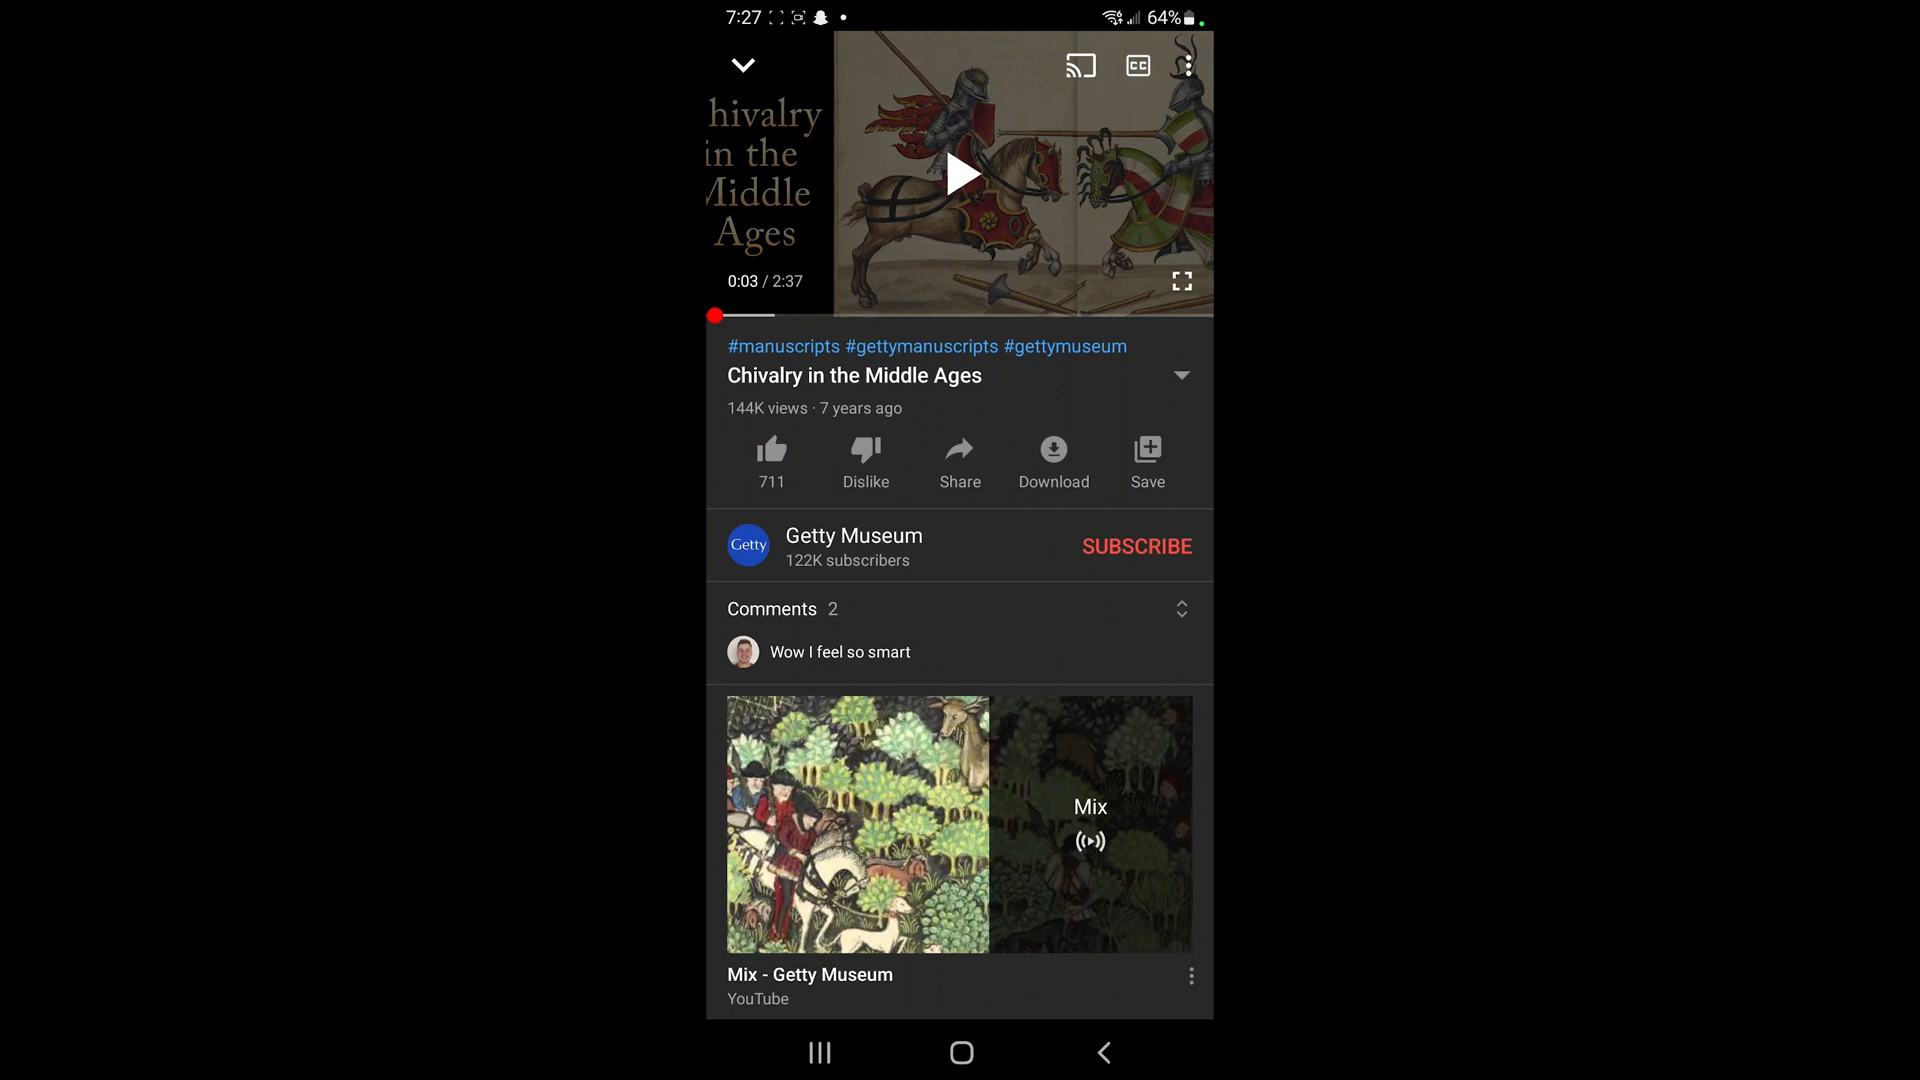 7:27
64%
hivalry
in the
Middle
Ages
CC
0:03 / 2:37
#manuscripts #gettymanuscripts #gettymuseum
Chivalry in the Middle Ages
144K views · 7 years ago
711 Dislike Share Download Save
Getty
Getty Museum
122K subscribers
SUBSCRIBE
Comments 2
Wow I feel so smart
Mix
Mix - Getty Museum
YouTube